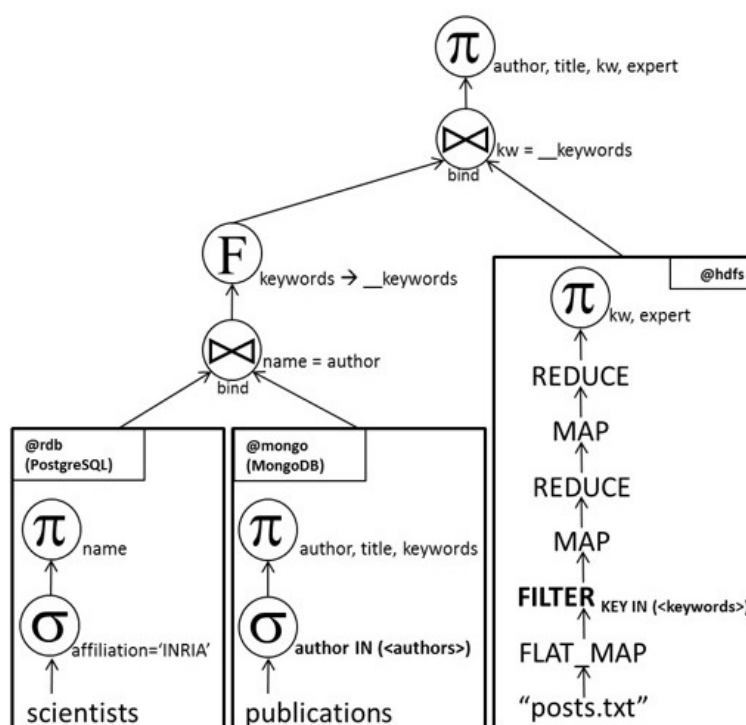 π
author, title, kw, expert
⋈
kw = __keywords
bind
F
keywords → __keywords
⋈
name = author
bind
@rdb
(PostgreSQL)
π
name
σ
affiliation='INRIA'
scientists
@mongo
(MongoDB)
π
author, title, keywords
σ
author IN (<authors>)
publications
@hdfs
π
kw, expert
REDUCE
MAP
REDUCE
MAP
FILTER KEY IN (<keywords>)
FLAT_MAP
“posts.txt”